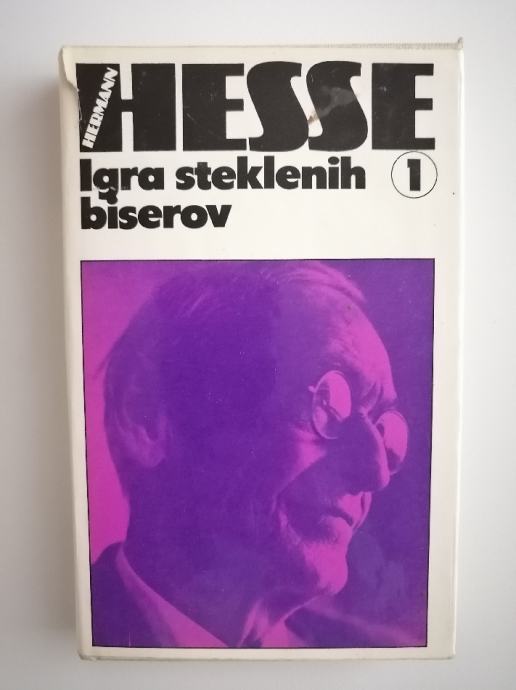 HERMANN
HESSE
Igra steklenih 1
biserov